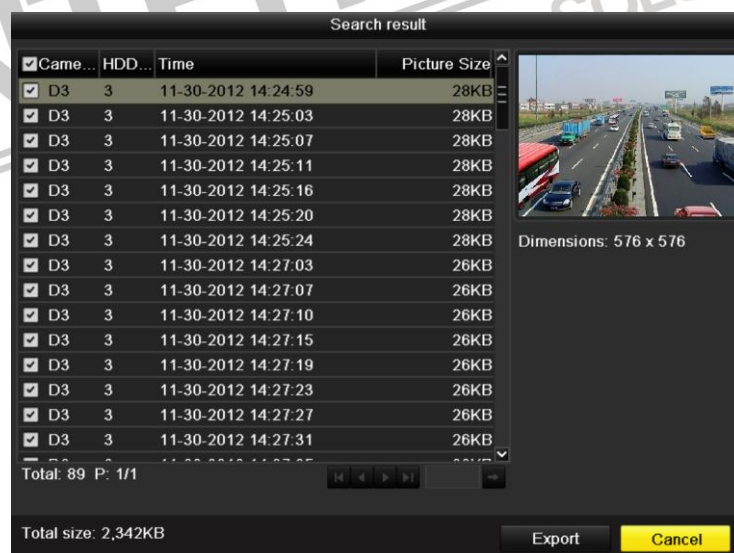 Search result
Came... HDD... Time Picture Size
D3 3 11-30-2012 14:24:59 28KB
D3 3 11-30-2012 14:25:03 28KB
D3 3 11-30-2012 14:25:07 28KB
D3 3 11-30-2012 14:25:11 28KB
D3 3 11-30-2012 14:25:16 28KB
D3 3 11-30-2012 14:25:20 28KB
D3 3 11-30-2012 14:25:24 28KB
D3 3 11-30-2012 14:27:03 26KB
D3 3 11-30-2012 14:27:07 26KB
D3 3 11-30-2012 14:27:10 26KB
D3 3 11-30-2012 14:27:15 26KB
D3 3 11-30-2012 14:27:19 26KB
D3 3 11-30-2012 14:27:23 26KB
D3 3 11-30-2012 14:27:27 26KB
D3 3 11-30-2012 14:27:31 26KB
Dimensions: 576 x 576
Total: 89 P: 1/1
Total size: 2,342KB
Export Cancel